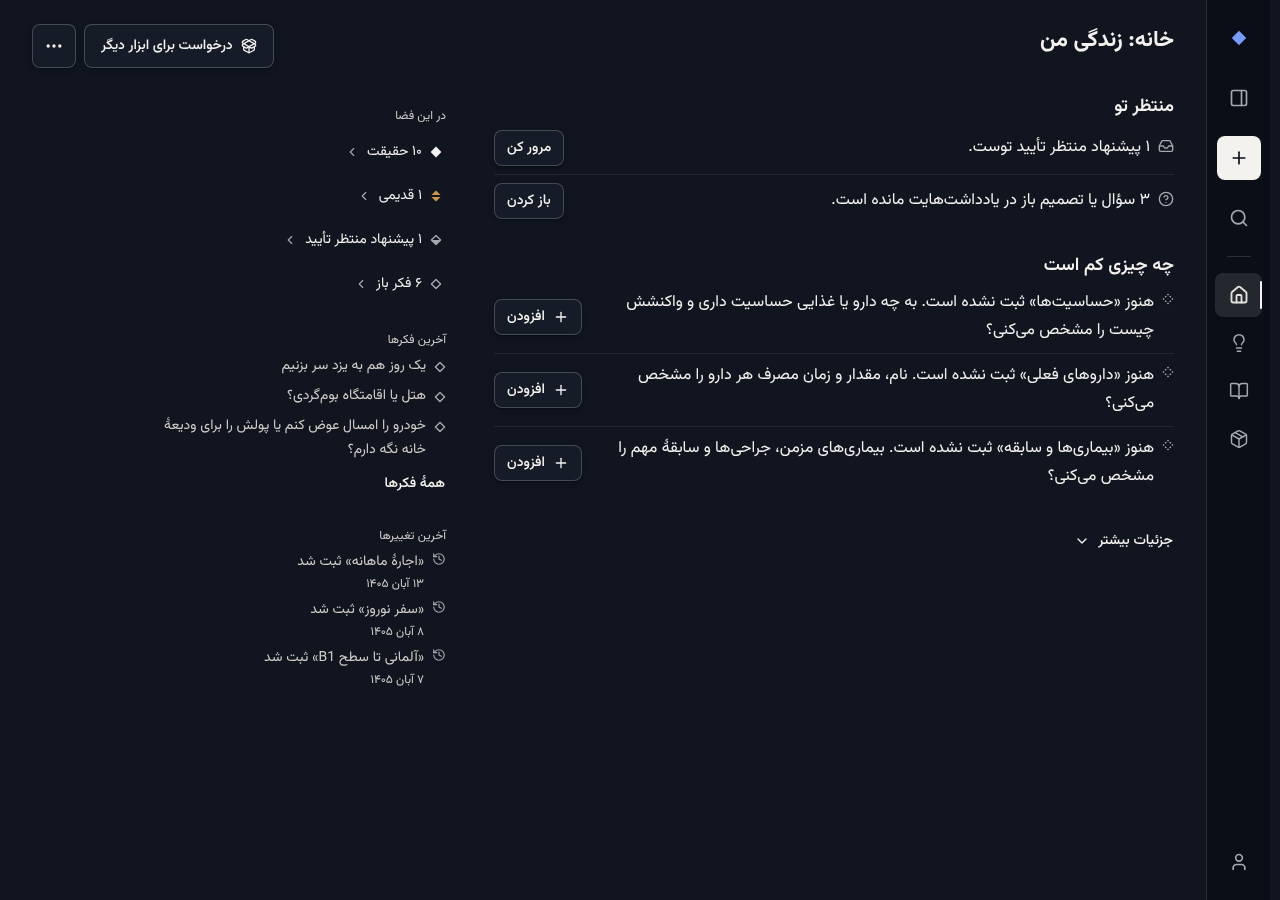 خانه: زندگی من
درخواست برای ابزار دیگر
منتظر تو
۱ پیشنهاد منتظر تأیید توست.
مرور کن
۳ سؤال یا تصمیم باز در یادداشت‌هایت مانده است.
باز کردن
چه چیزی کم است
هنوز «حساسیت‌ها» ثبت نشده است. به چه دارو یا غذایی حساسیت داری و واکنشش
چیست را مشخص می‌کنی؟
افزودن
هنوز «داروهای فعلی» ثبت نشده است. نام، مقدار و زمان مصرف هر دارو را مشخص
می‌کنی؟
افزودن
هنوز «بیماری‌ها و سابقه» ثبت نشده است. بیماری‌های مزمن، جراحی‌ها و سابقهٔ مهم را
مشخص می‌کنی؟
افزودن
جزئیات بیشتر
در این فضا
۱۰ حقیقت
۱ قدیمی
۱ پیشنهاد منتظر تأیید
۶ فکر باز
آخرین فکرها
یک روز هم به یزد سر بزنیم
هتل یا اقامتگاه بوم‌گردی؟
خودرو را امسال عوض کنم یا پولش را برای ودیعهٔ
خانه نگه دارم؟
همهٔ فکرها
آخرین تغییرها
«اجارهٔ ماهانه» ثبت شد
۱۳ آبان ۱۴۰۵
«سفر نوروز» ثبت شد
۸ آبان ۱۴۰۵
«آلمانی تا سطح B1» ثبت شد
۷ آبان ۱۴۰۵